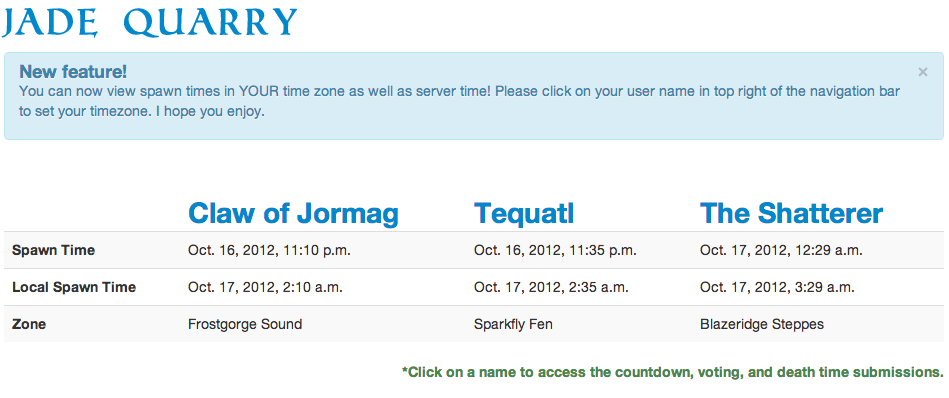 JADE QUARRY
New feature!
×
You can now view spawn times in YOUR time zone as well as server time! Please click on your user name in top right of the navigation bar
to set your timezone. I hope you enjoy.
Claw of Jormag Tequatl The Shatterer
Spawn Time Oct. 16, 2012, 11:10 p.m. Oct. 16, 2012, 11:35 p.m. Oct. 17, 2012, 12:29 a.m.
Local Spawn Time Oct. 17, 2012, 2:10 a.m. Oct. 17, 2012, 2:35 a.m. Oct. 17, 2012, 3:29 a.m.
Zone Frostgorge Sound Sparkfly Fen Blazeridge Steppes
*Click on a name to access the countdown, voting, and death time submissions.